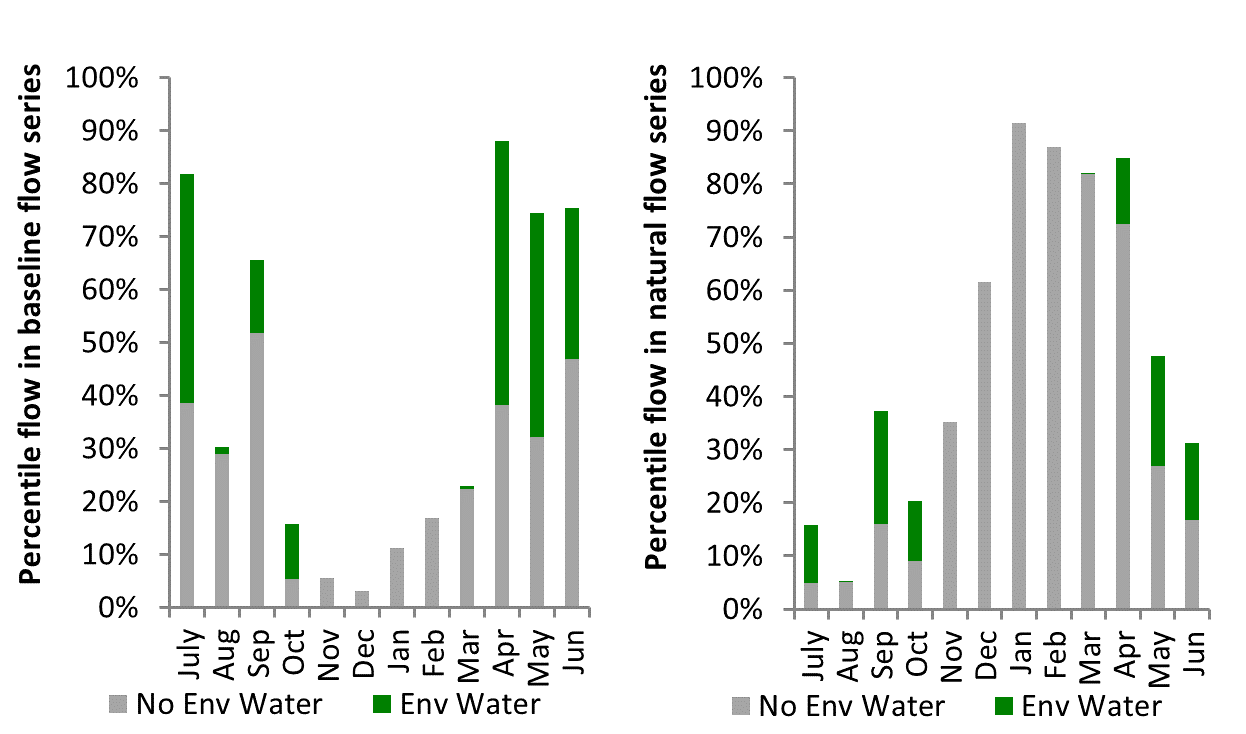 Percentile flow in baseline flow series
100%
90%
80%
70%
60%
50%
40%
30%
20%
10%
0%
July
Aug
Sep
Oct
Nov
Dec
Jan
Feb
Mar
Apr
May
Jun
No Env Water
Env Water
Percentile flow in natural flow series
100%
90%
80%
70%
60%
50%
40%
30%
20%
10%
0%
July
Aug
Sep
Oct
Nov
Dec
Jan
Feb
Mar
Apr
May
Jun
No Env Water
Env Water